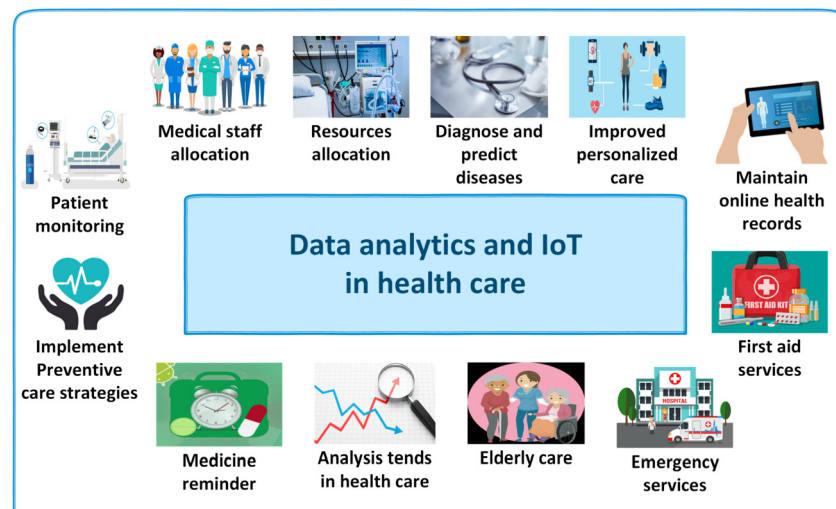 Medical staff
allocation
Resources
allocation
Diagnose and
predict
diseases
Improved
personalized
care
Maintain
online health
records
Patient
monitoring
Data analytics and IoT
in health care
FIRST AID KIT
First aid
services
Implement
Preventive
care strategies
HOSPITAL
Medicine
reminder
Analysis tends
in health care
Elderly care
Emergency
services